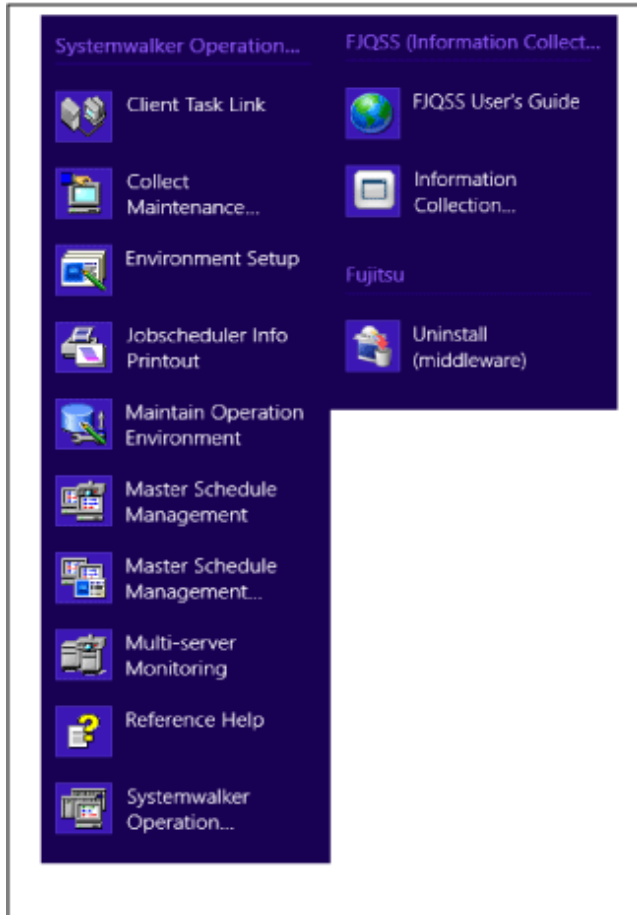 Systemwalker Operation...
Client Task Link
Collect
Maintenance...
Environment Setup
Jobscheduler Info
Printout
Maintain Operation
Environment
Master Schedule
Management
Master Schedule
Management...
Multi-server
Monitoring
Reference Help
Systemwalker
Operation...
FJQSS (Information Collect...
FJQSS User's Guide
Information
Collection...
Fujitsu
Uninstall
(middleware)